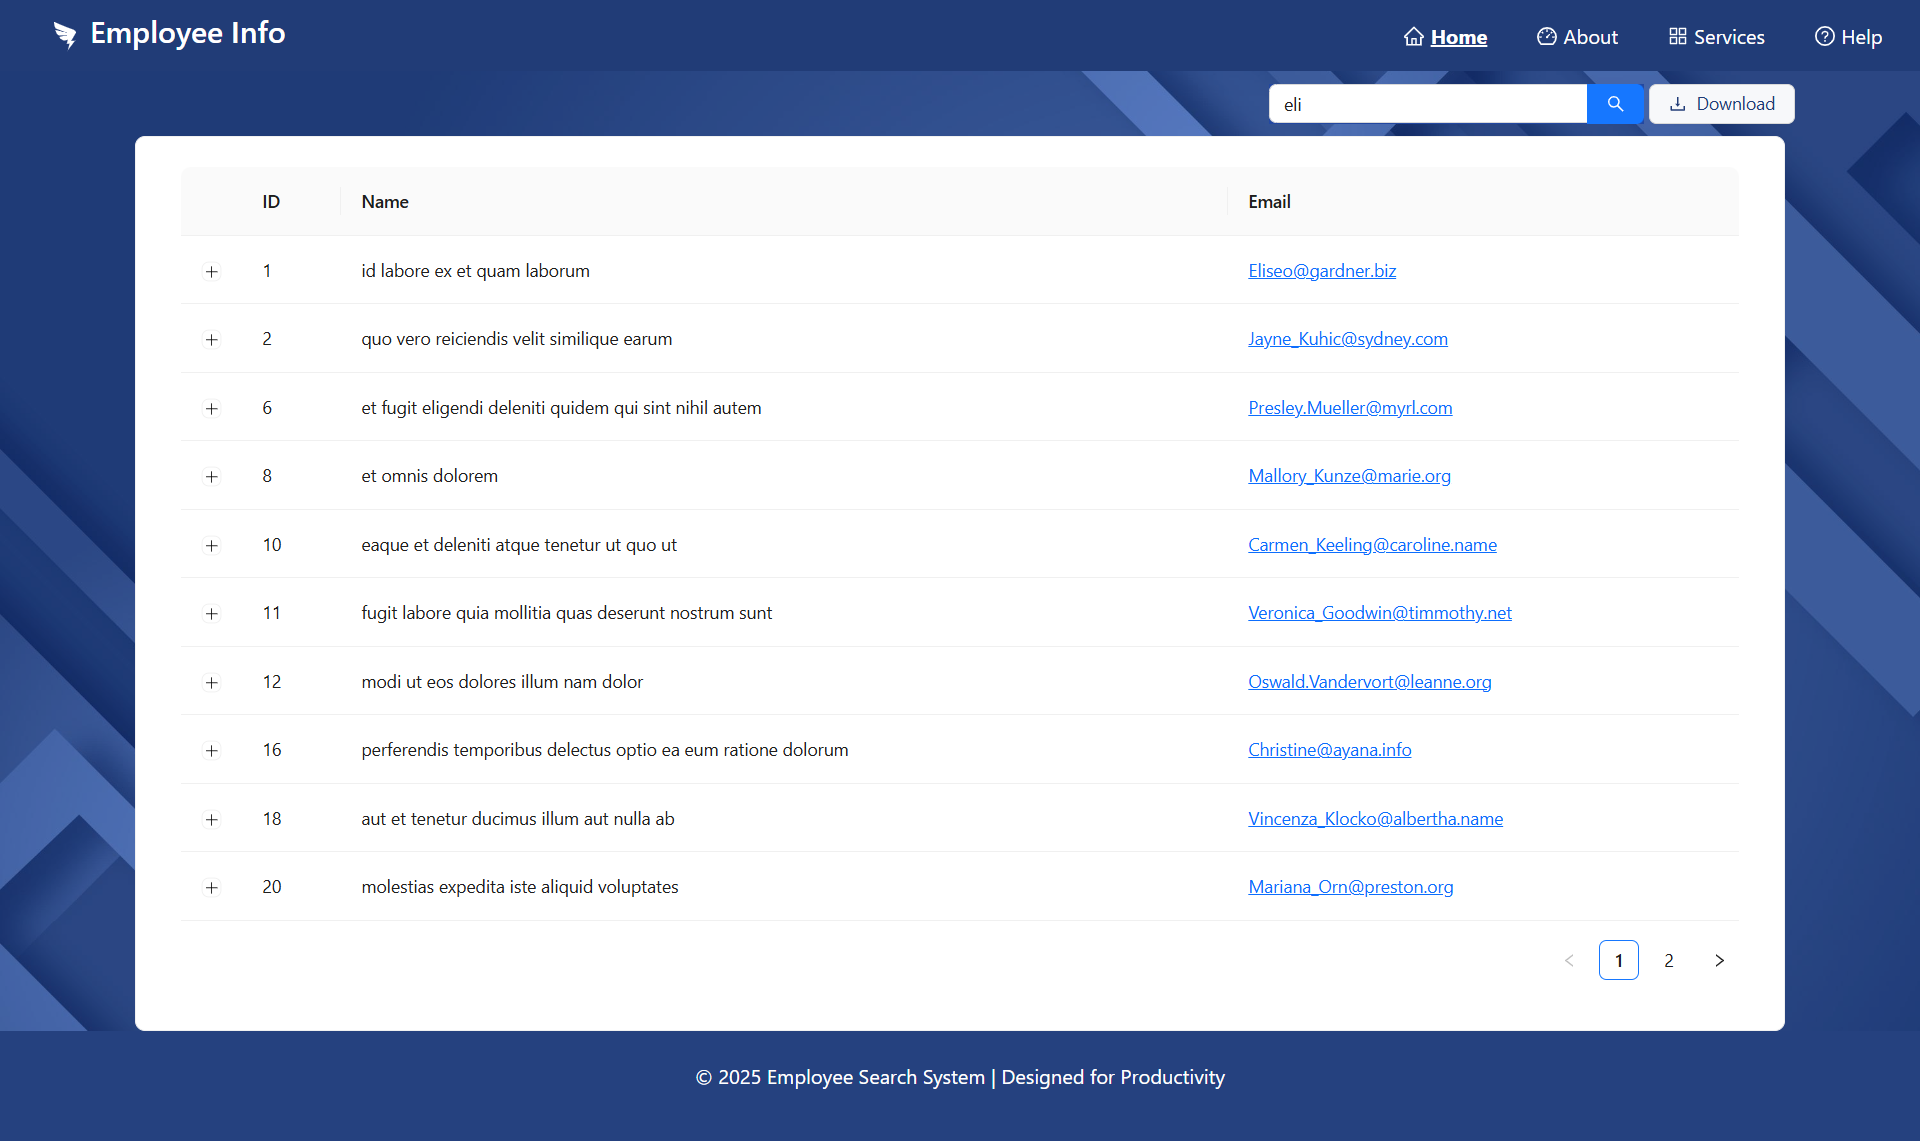 Employee Info
Home About Services Help
eli Download
ID Name Email
1 id labore ex et quam laborum Eliseo@gardner.biz
2 quo vero reiciendis velit similique earum Jayne_Kuhic@sydney.com
6 et fugit eligendi deleniti quidem qui sint nihil autem Presley.Mueller@myrl.com
8 et omnis dolorem Mallory_Kunze@marie.org
10 eaque et deleniti atque tenetur ut quo ut Carmen_Keeling@caroline.name
11 fugit labore quia mollitia quas deserunt nostrum sunt Veronica_Goodwin@timmothy.net
12 modi ut eos dolores illum nam dolor Oswald.Vandervort@leanne.org
16 perferendis temporibus delectus optio ea eum ratione dolorum Christine@ayana.info
18 aut et tenetur ducimus illum aut nulla ab Vincenza_Klocko@albertha.name
20 molestias expedita iste aliquid voluptates Mariana_Orn@preston.org
< 1 2 >
© 2025 Employee Search System | Designed for Productivity